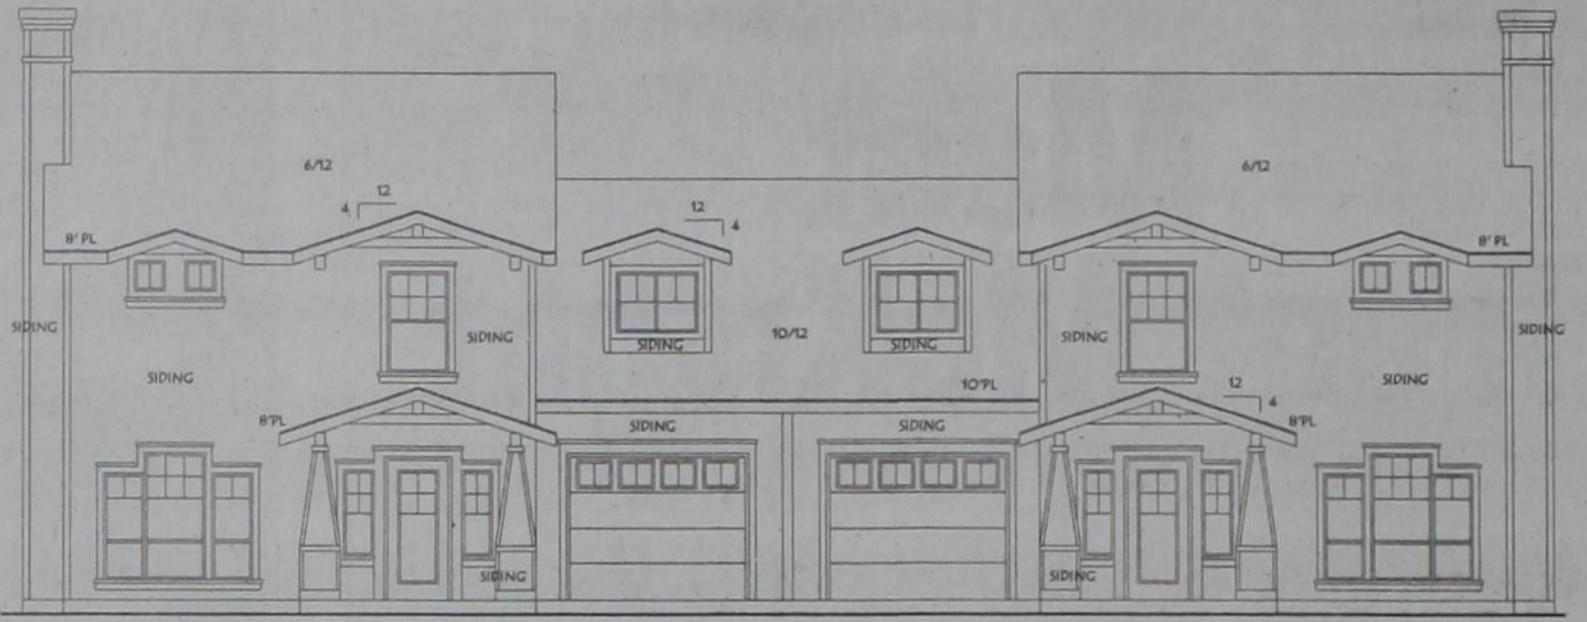 6/12
6/12
12
4
12
4
8' PL
8' PL
SIDING
SIDING
SIDING
SIDING
10/12
SIDING
SIDING
SIDING
SIDING
SIDING
10'PL
12
4
8'PL
SIDING
SIDING
8'PL
SIDING
SIDING